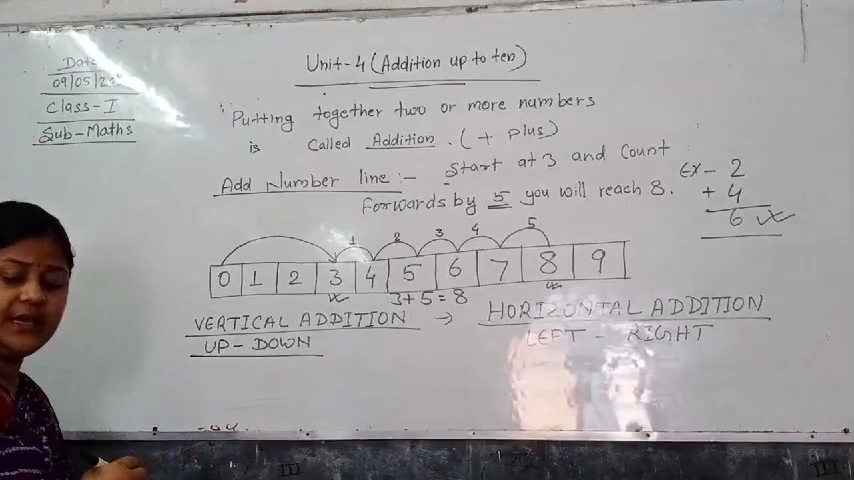 Date
09/05/20
Class-I
Sub-Maths
Unit-4 (Addition up to ten)
Putting together two or more numbers
is called Addition. (+ plus)
Add Number line :- Start at 3 and Count
Forwards by 5 you will reach 8.
Ex- 2
+ 4
6
1 2 3 4 5
0 1 2 3 4 5 6 7 8 9
3+5=8
VERTICAL ADDITION → HORIZONTAL ADDITION
UP - DOWN
LEFT - RIGHT